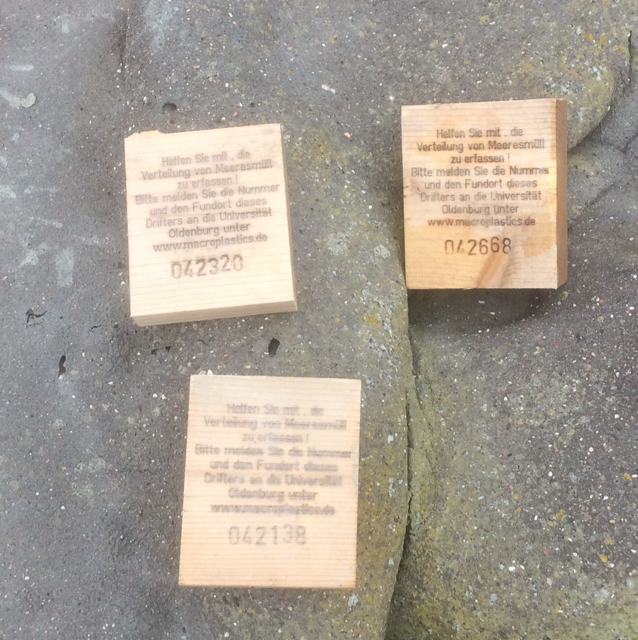 Helfen Sie mit , die
Verteilung von Meeresmüll
zu erfassen !
Bitte melden Sie die Nummer
und den Fundort dieses
Drifters an die Universität
Oldenburg unter
www.macroplastics.de
042320
Helfen Sie mit , die
Verteilung von Meeresmüll
zu erfassen !
Bitte melden Sie die Nummer
und den Fundort dieses
Drifters an die Universität
Oldenburg unter
www.macroplastics.de
042668
Helfen Sie mit , die
Verteilung von Meeresmüll
zu erfassen !
Bitte melden Sie die Nummer
und den Fundort dieses
Drifters an die Universität
Oldenburg unter
www.macroplastics.de
042138